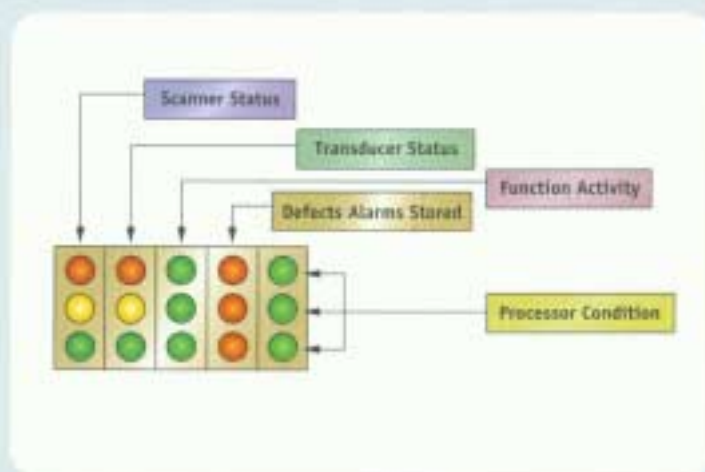 Scanner Status
Transducer Status
Function Activity
Defects Alarms Stored
Processor Condition